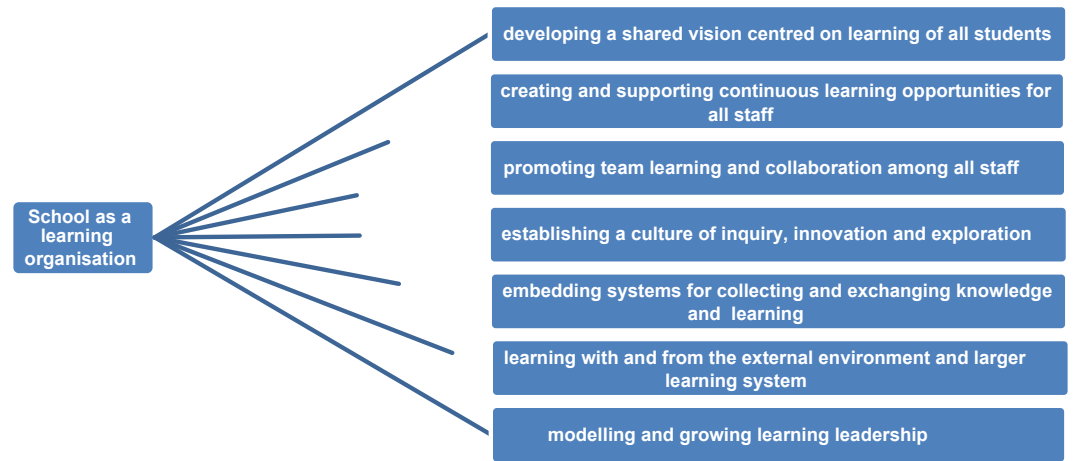 School as a
learning
organisation
developing a shared vision centred on learning of all students
creating and supporting continuous learning opportunities for
all staff
promoting team learning and collaboration among all staff
establishing a culture of inquiry, innovation and exploration
embedding systems for collecting and exchanging knowledge
and learning
learning with and from the external environment and larger
learning system
modelling and growing learning leadership